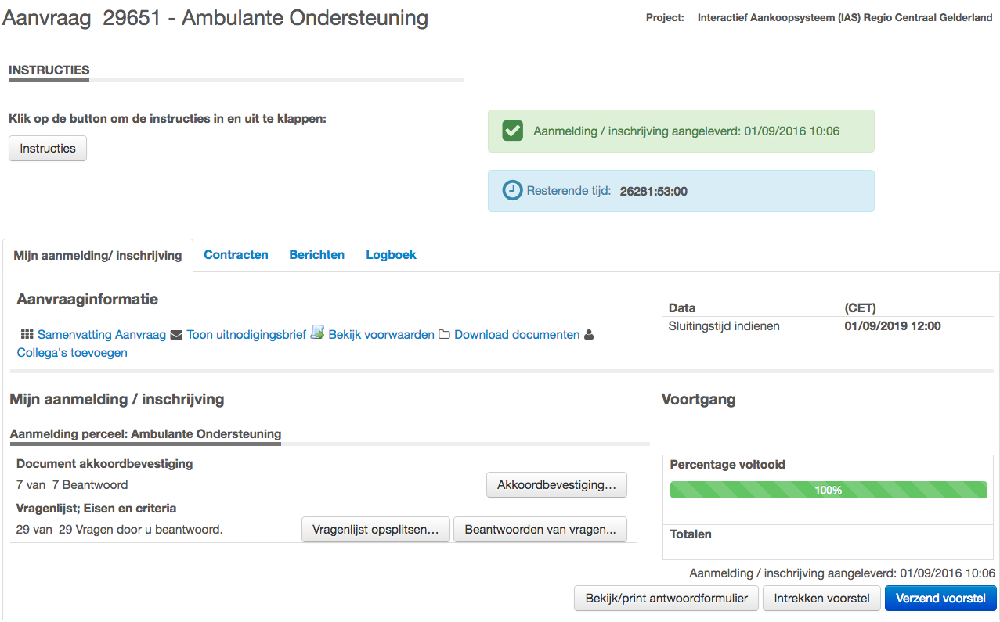 Aanvraag 29651 - Ambulante Ondersteuning
Project: Interactief Aankoopsysteem (IAS) Regio Centraal Gelderland
INSTRUCTIES
Klik op de button om de instructies in en uit te klappen:
Instructies
Aanmelding / inschrijving aangeleverd: 01/09/2016 10:06
Resterende tijd: 26281:53:00
Mijn aanmelding/ inschrijving Contracten Berichten Logboek
Aanvraaginformatie
Samenvatting Aanvraag Toon uitnodigingsbrief Bekijk voorwaarden Download documenten
Collega's toevoegen
Data (CET)
Sluitingstijd indienen 01/09/2019 12:00
Mijn aanmelding / inschrijving
Aanmelding perceel: Ambulante Ondersteuning
Document akkoordbevestiging
7 van 7 Beantwoord Akkoordbevestiging...
Vragenlijst; Eisen en criteria
29 van 29 Vragen door u beantwoord. Vragenlijst opsplitsen... Beantwoorden van vragen...
Voortgang
Percentage voltooid
100%
Totalen
Aanmelding / inschrijving aangeleverd: 01/09/2016 10:06
Bekijk/print antwoordformulier Intrekken voorstel Verzend voorstel